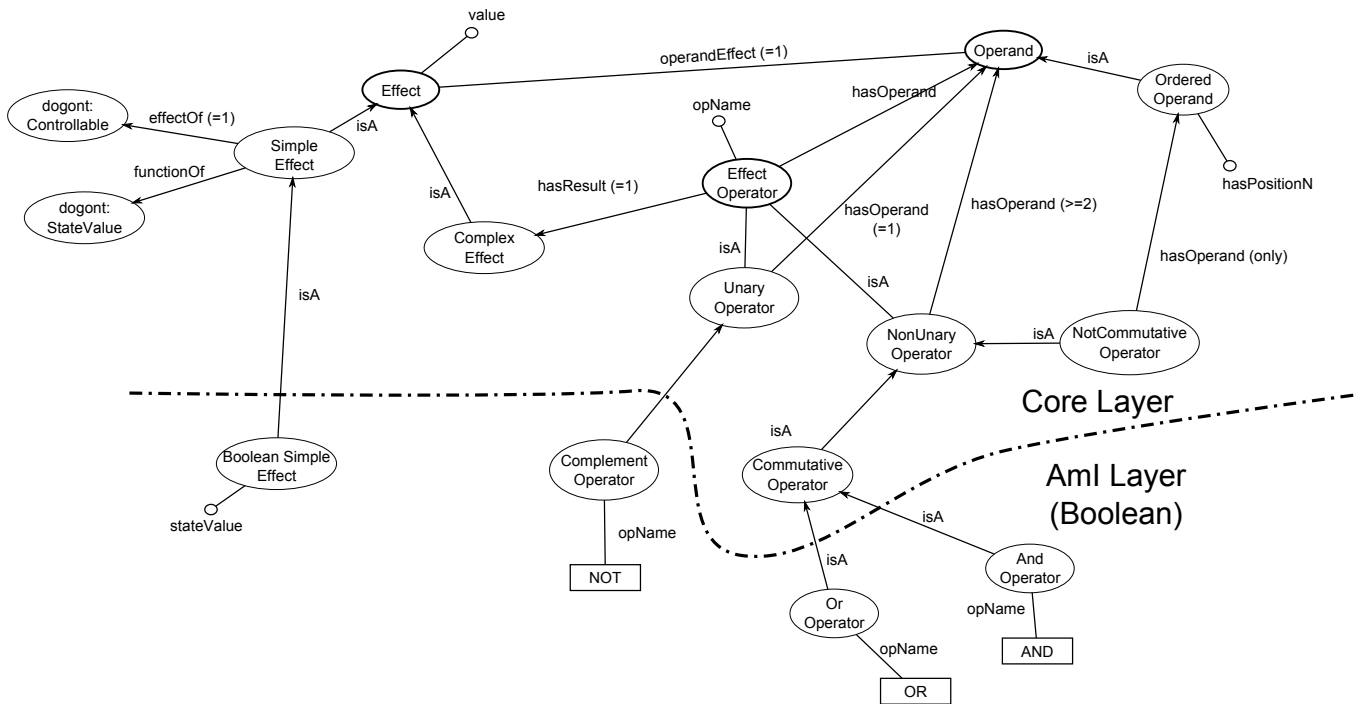 value
operandEffect (=1)
Operand
isA
Ordered
Operand
Effect
dogont:
Controllable
effectOf (=1)
isA
opName
hasOperand
Simple
Effect
functionOf
hasResult (=1)
Effect
Operator
hasPositionN
dogont:
StateValue
isA
hasOperand
(=1)
hasOperand (>=2)
Complex
Effect
isA
hasOperand (only)
isA
isA
Unary
Operator
NonUnary
Operator
isA
NotCommutative
Operator
Core Layer
isA
Boolean Simple
Effect
Complement
Operator
Commutative
Operator
AmI Layer
(Boolean)
stateValue
opName
isA
isA
And
Operator
NOT
Or
Operator
opName
opName
AND
OR